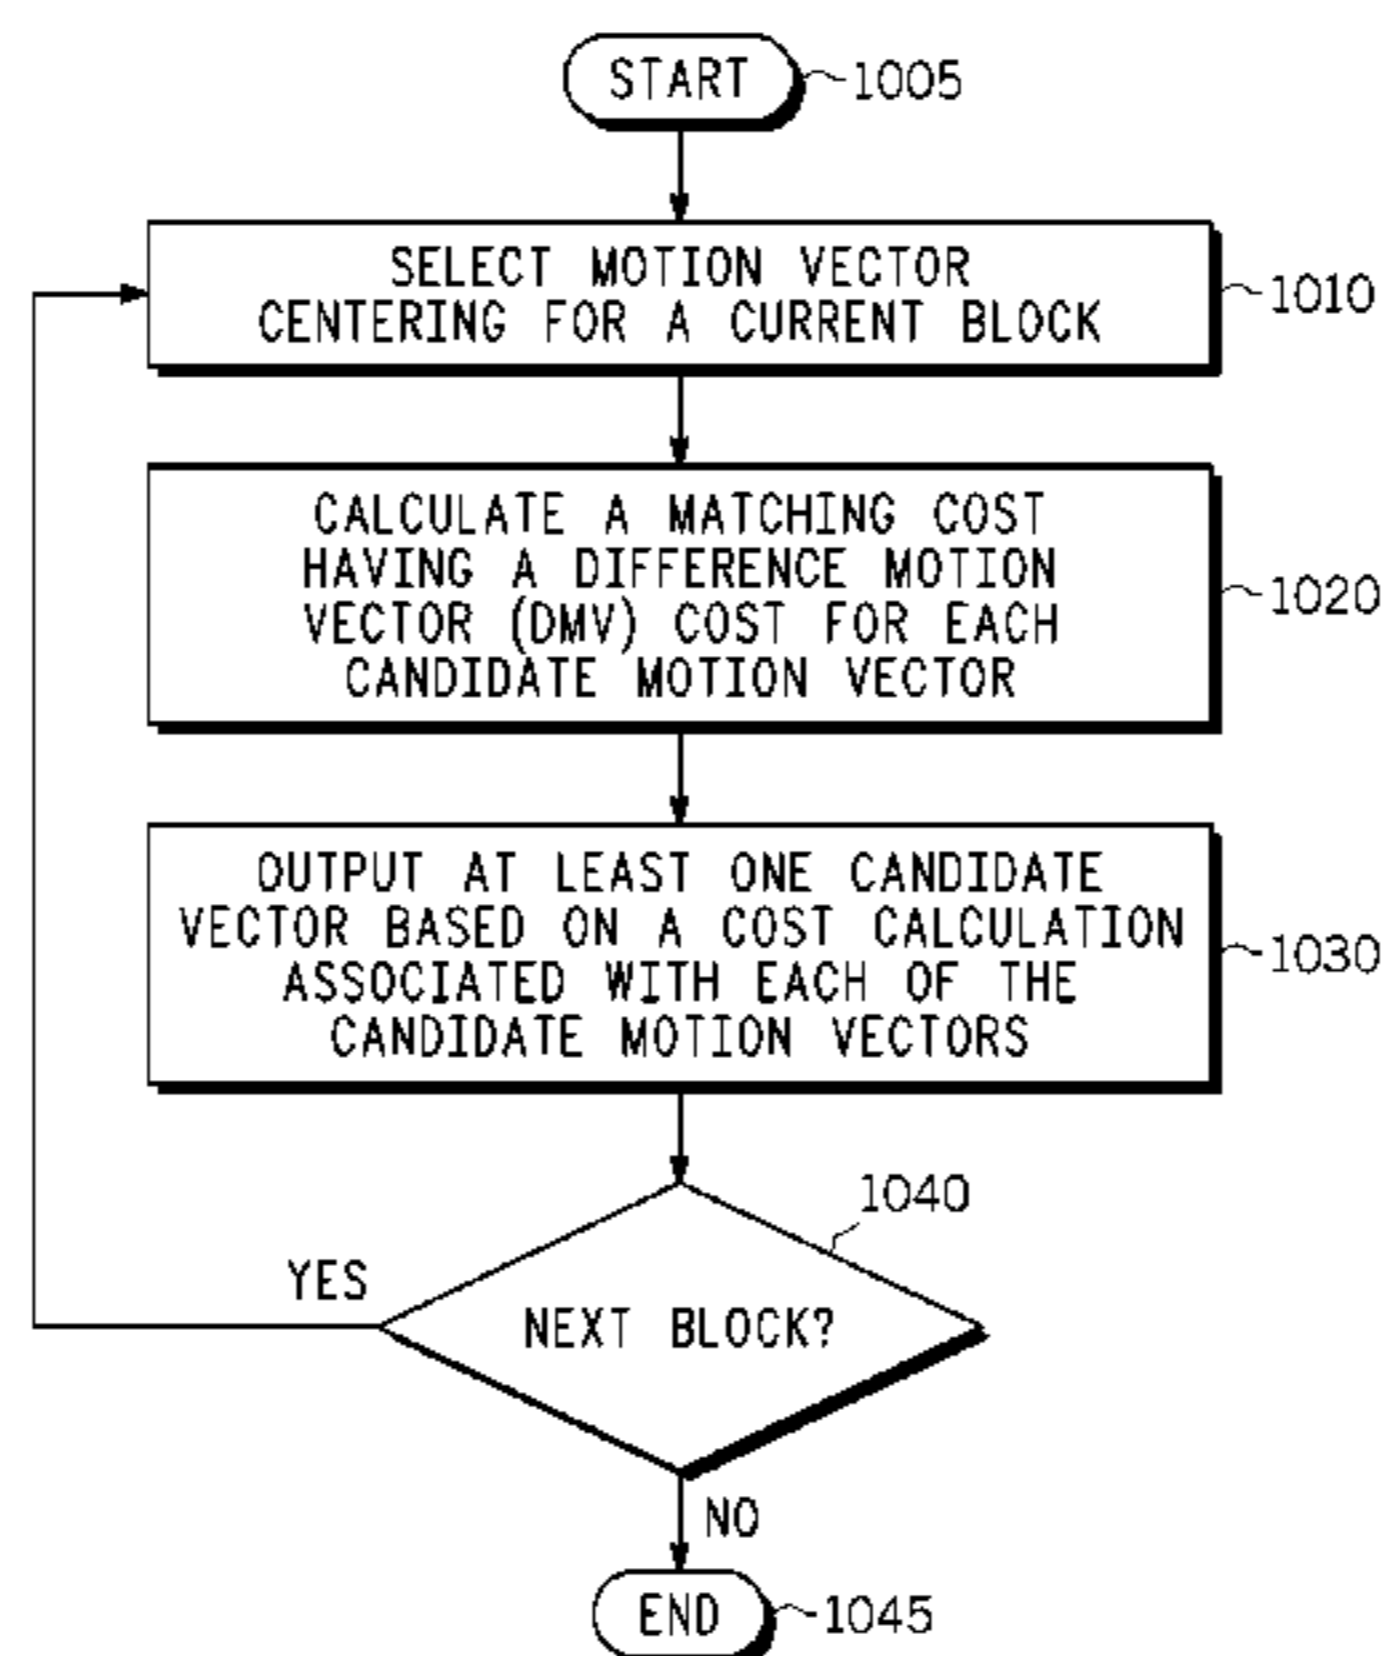 START
1005
SELECT MOTION VECTOR
CENTERING FOR A CURRENT BLOCK
1010
CALCULATE A MATCHING COST
HAVING A DIFFERENCE MOTION
VECTOR (DMV) COST FOR EACH
CANDIDATE MOTION VECTOR
1020
OUTPUT AT LEAST ONE CANDIDATE
VECTOR BASED ON A COST CALCULATION
ASSOCIATED WITH EACH OF THE
CANDIDATE MOTION VECTORS
1030
1040
YES
NEXT BLOCK?
NO
END
1045